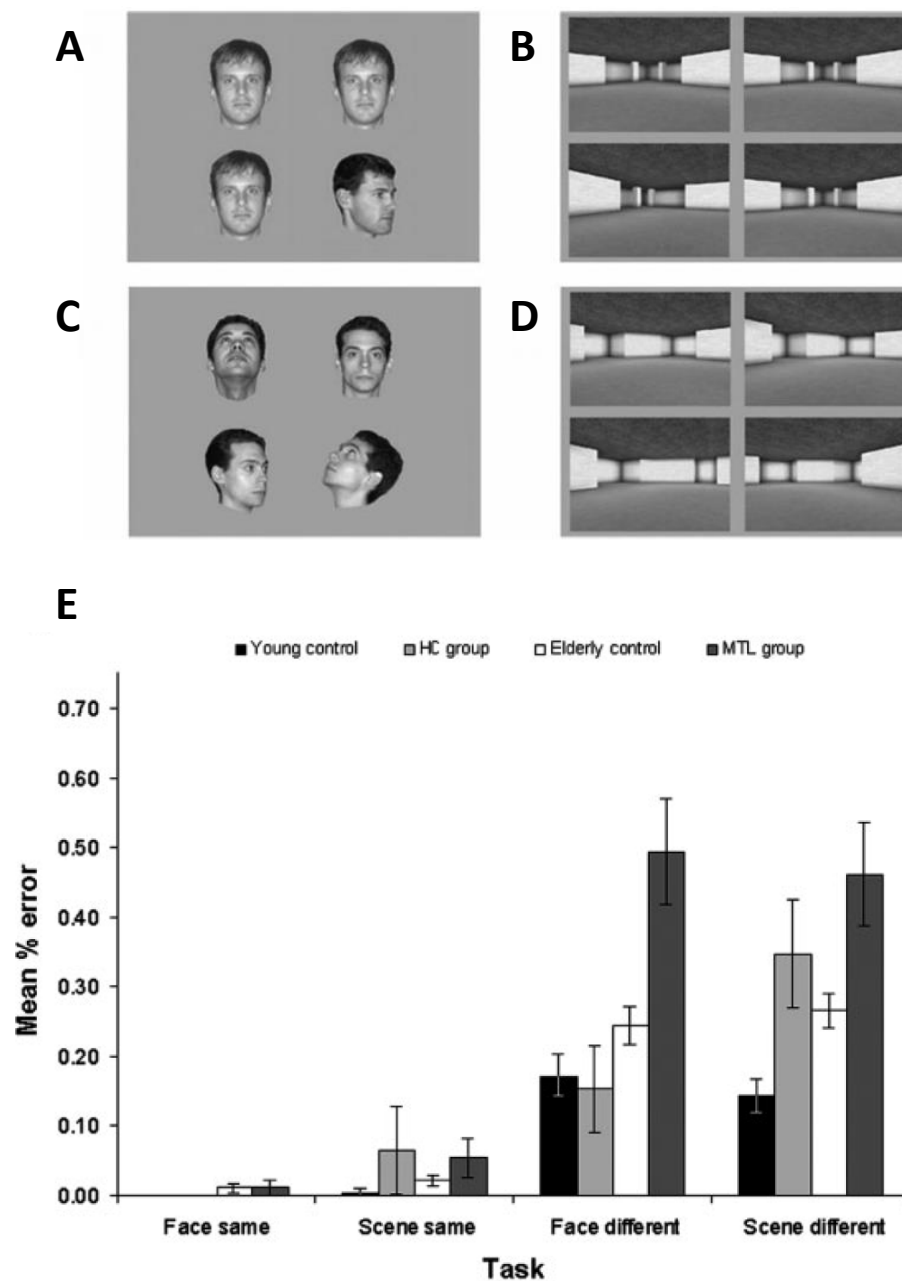 A
B
C
D
E
Young control HC group Elderly control MTL group
0.70
0.60
0.50
0.40
0.30
0.20
0.10
0.00
Mean % error
Face same Scene same Face different Scene different
Task